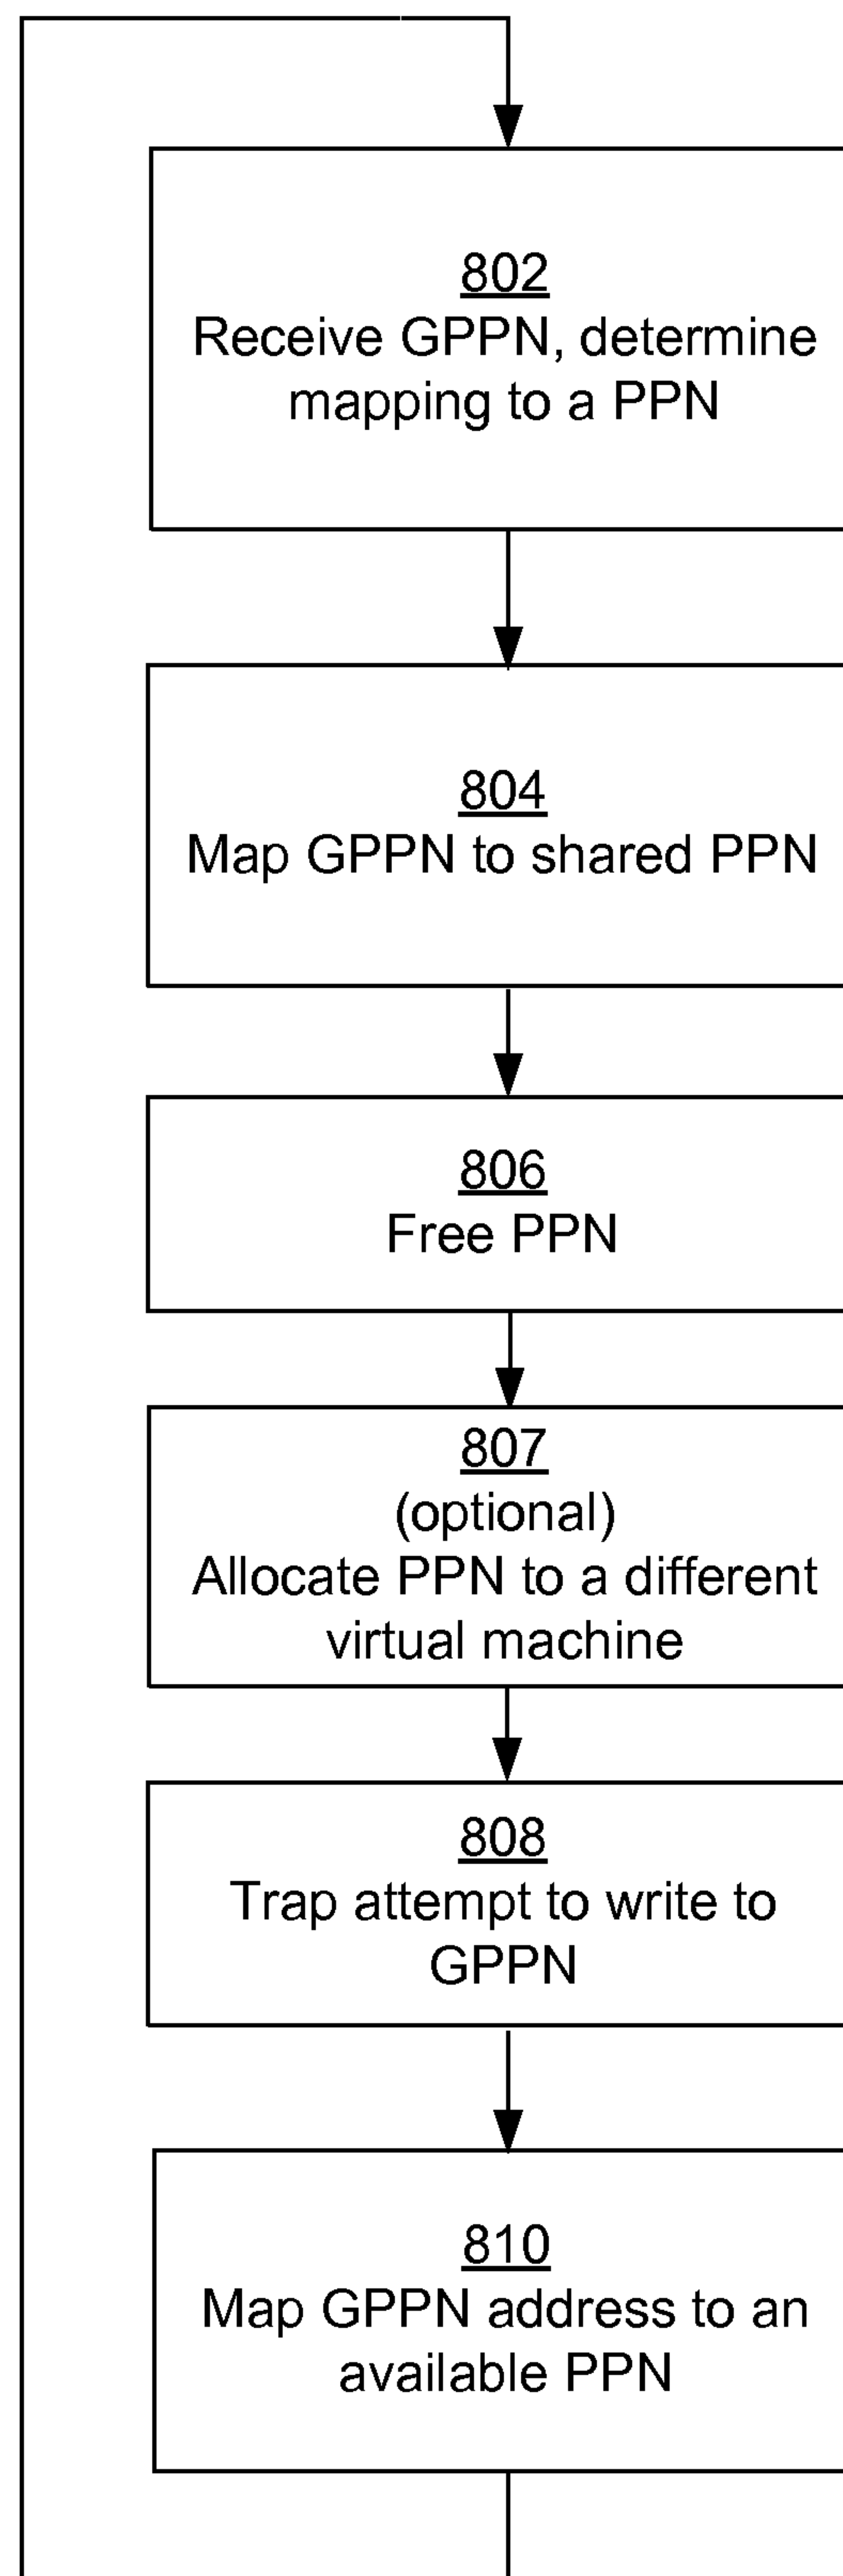 802
Receive GPPN, determine
mapping to a PPN
804
Map GPPN to shared PPN
806
Free PPN
807
(optional)
Allocate PPN to a different
virtual machine
808
Trap attempt to write to
GPPN
810
Map GPPN address to an
available PPN